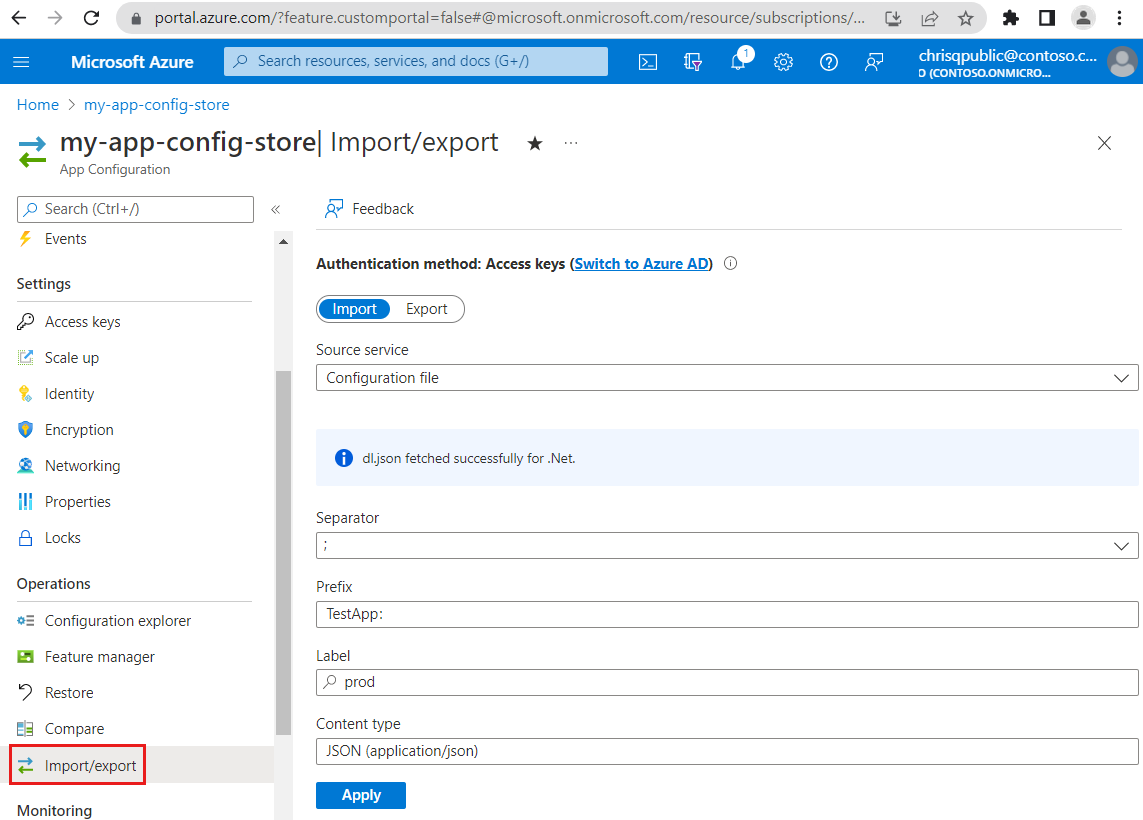 portal.azure.com/?feature.customportal=false#@microsoft.onmicrosoft.com/resource/subscriptions/...
Microsoft Azure
Search resources, services, and docs (G+/)
1
chrisqpublic@contoso.c...
(CONTOSO.ONMICRO...
Home > my-app-config-store
my-app-config-store| Import/export
App Configuration
Search (Ctrl+/)
Events
Settings
Access keys
Scale up
Identity
Encryption
Networking
Properties
Locks
Operations
Configuration explorer
Feature manager
Restore
Compare
Import/export
Monitoring
Feedback
Authentication method: Access keys (Switch to Azure AD)
Import Export
Source service
Configuration file
dl.json fetched successfully for .Net.
Separator
;
Prefix
TestApp:
Label
prod
Content type
JSON (application/json)
Apply